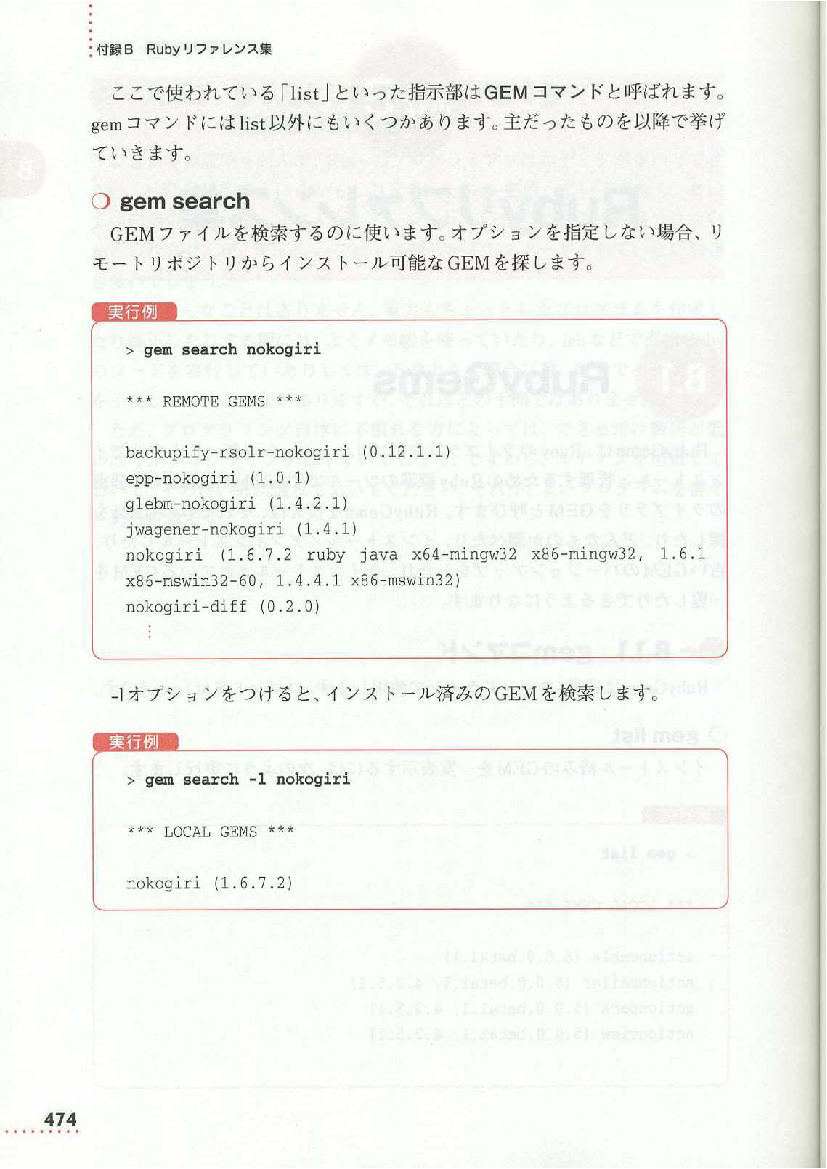 付録B Rubyリファレンス集
ここで使われている「list」といった指示部はGEMコマンドと呼ばれます。
gemコマンドにはlist以外にもいくつかあります。主だったものを以降で挙げ
ていきます。
gem search
GEMファイルを検索するのに使います。オプションを指定しない場合、リ
モートリポジトリからインストール可能なGEMを探します。
実行例
> gem search nokogiri
*** REMOTE GEMS ***
backupify-rsolr-nokogiri (0.12.1.1)
epp-nokogiri (1.0.1)
glebm-nokogiri (1.4.2.1)
jwagener-nokogiri (1.4.1)
nokogiri (1.6.7.2 ruby java x64-mingw32 x86-mingw32, 1.6.1
x86-mswin32-60, 1.4.4.1 x86-mswin32)
nokogiri-diff (0.2.0)
⋮
-lオプションをつけると、インストール済みのGEMを検索します。
実行例
> gem search -l nokogiri
*** LOCAL GEMS ***
nokogiri (1.6.7.2)
474